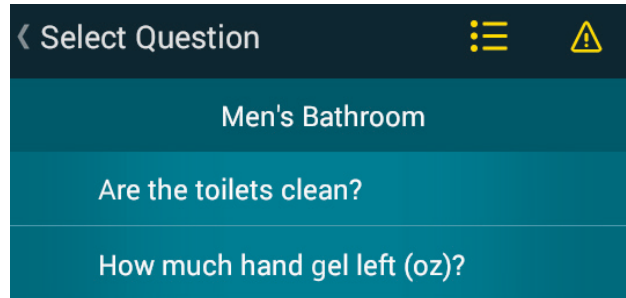 Select Question
Men's Bathroom
Are the toilets clean?
How much hand gel left (oz)?